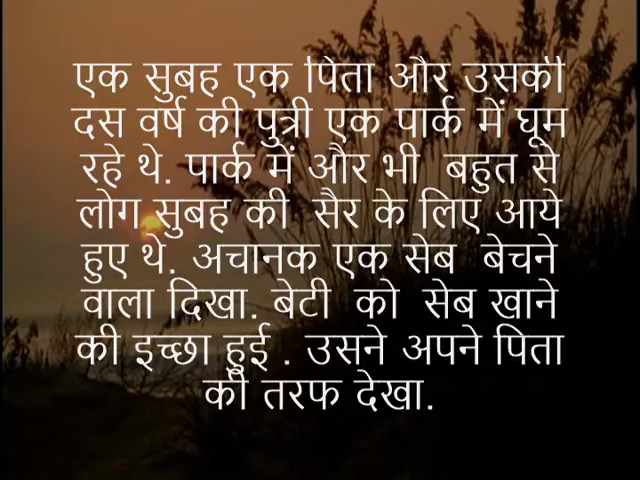 एक सुबह एक पिता और उसकी
दस वर्ष की पुत्री एक पार्क में घूम
रहे थे. पार्क में और भी  बहुत से
लोग सुबह की  सैर के लिए आये
हुए थे. अचानक एक सेब  बेचने
वाला दिखा. बेटी  को  सेब खाने
की इच्छा हुई . उसने अपने पिता
की तरफ देखा.